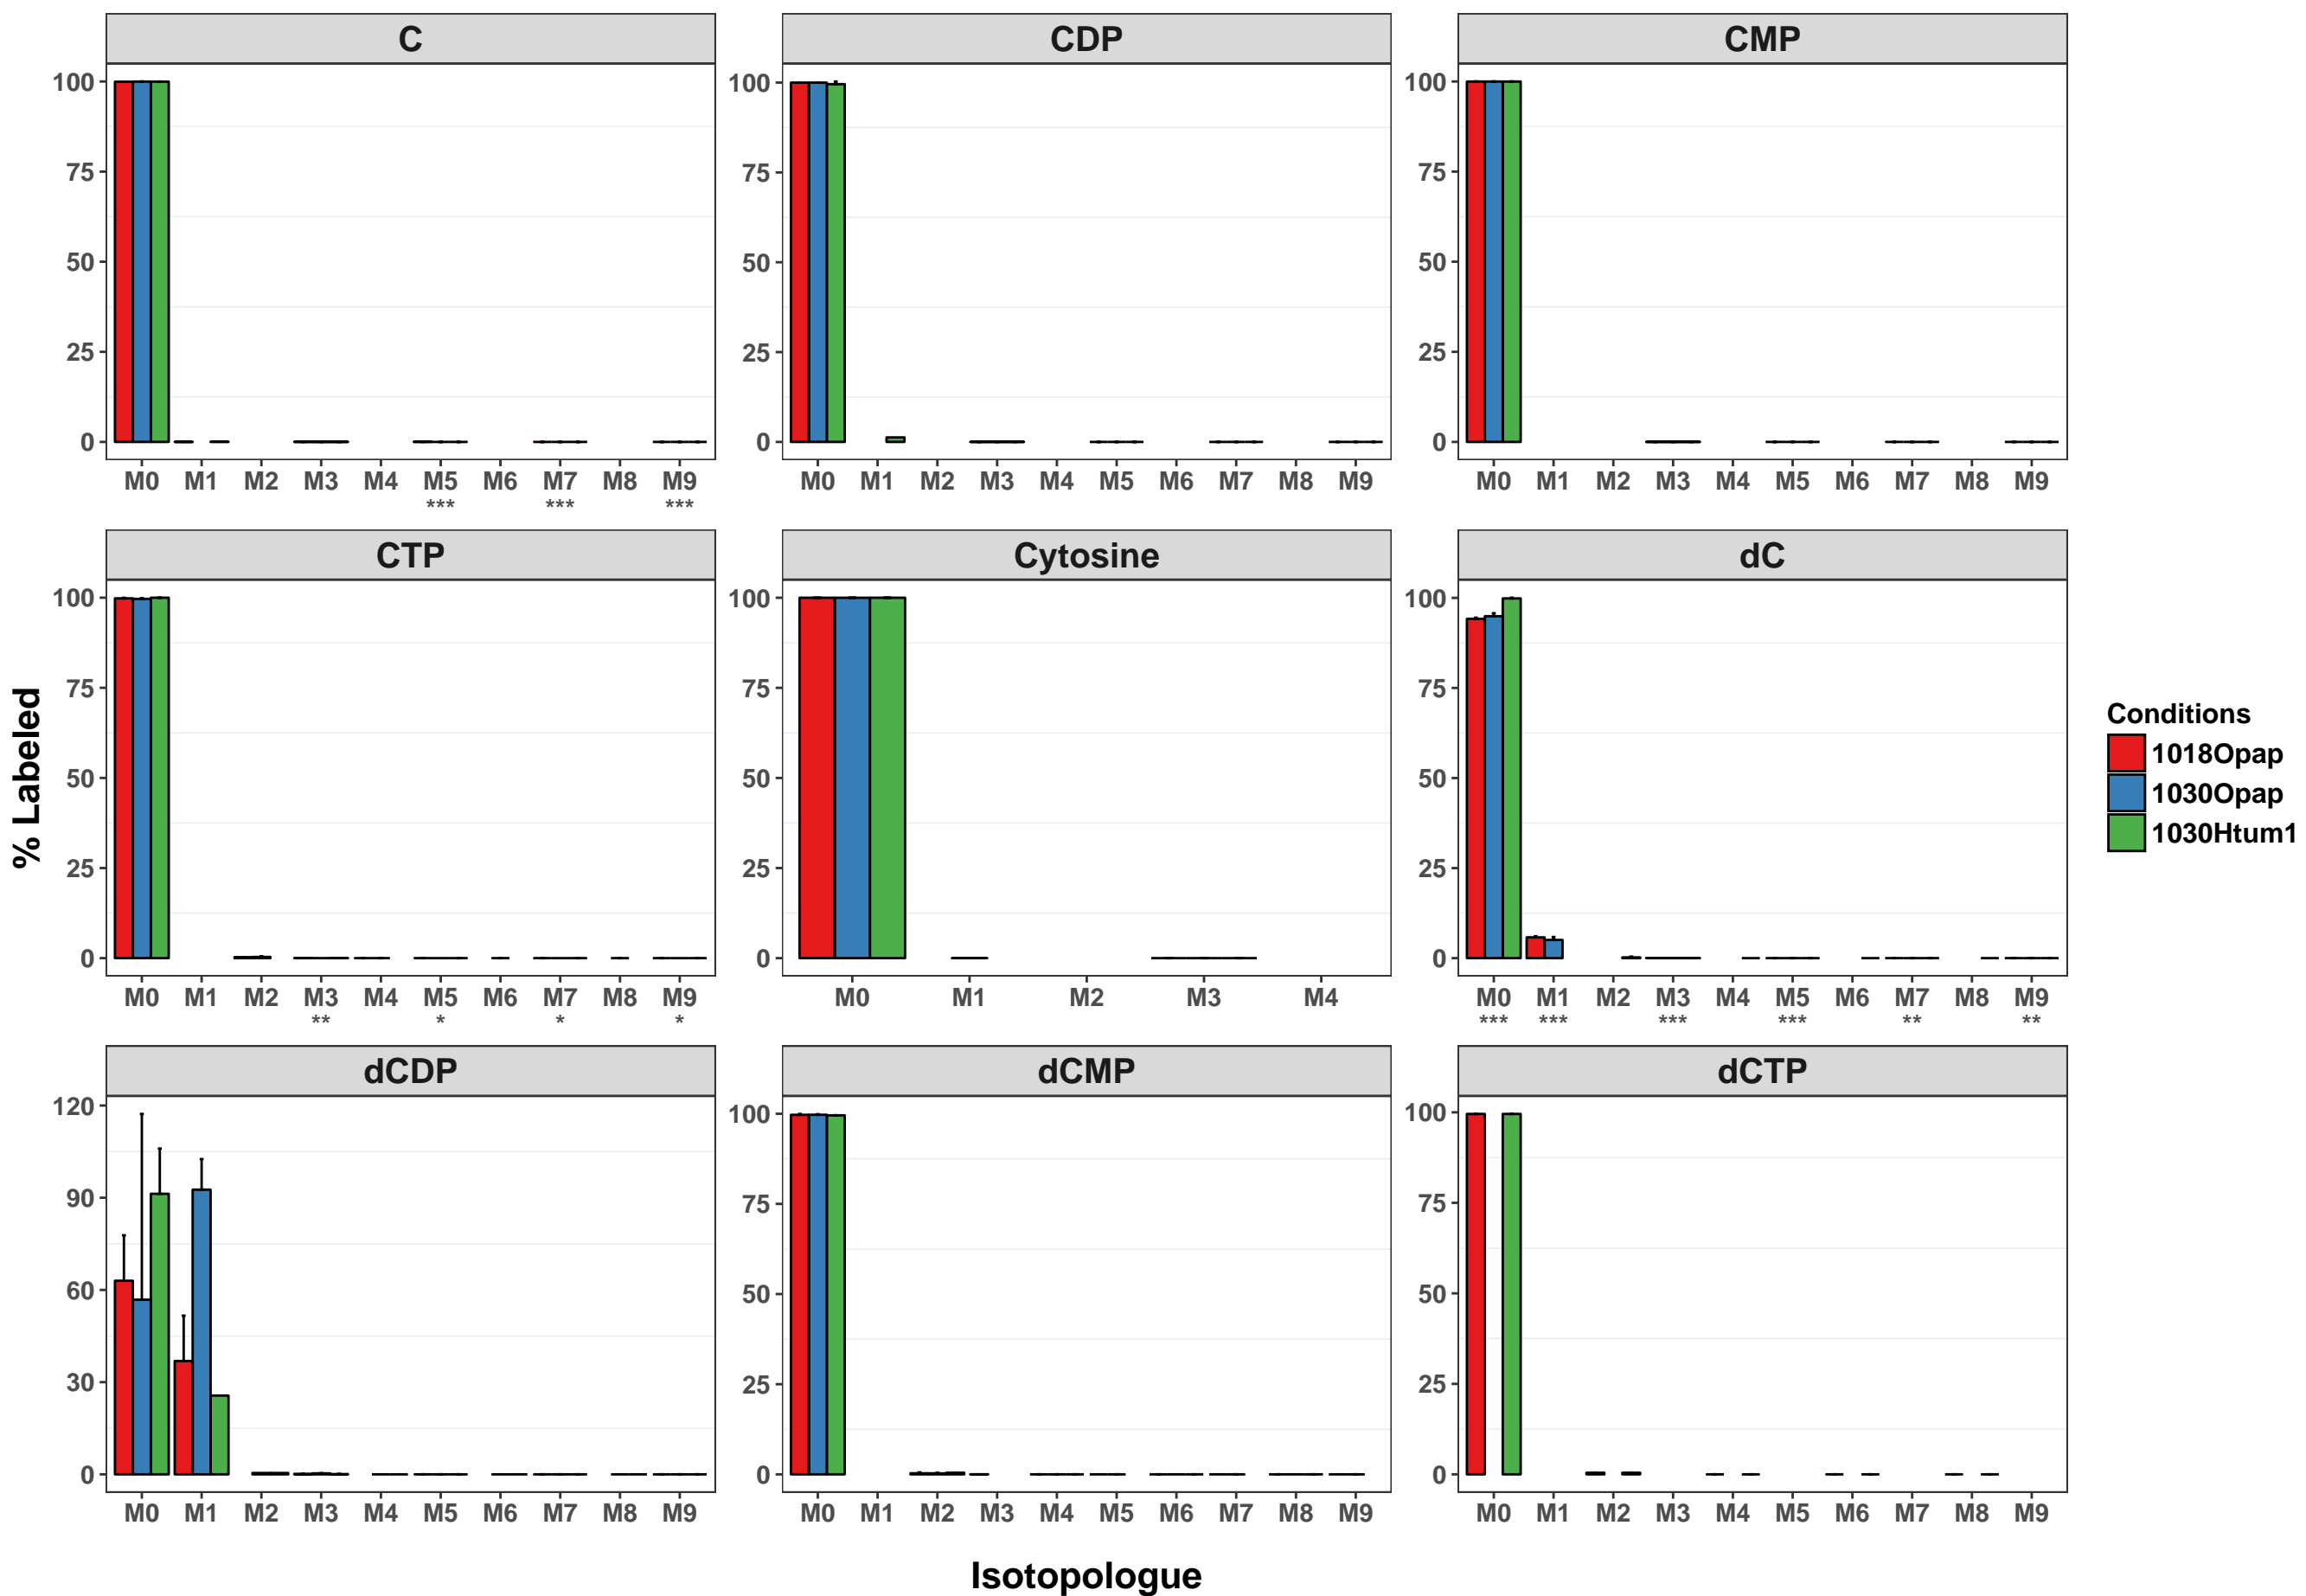 C CDP CMP
100 100 100
75 75 75
50 50 50
25 25 25
0 0 0
M0 M1 M2 M3 M4 M5 M6 M7 M8 M9 M0 M1 M2 M3 M4 M5 M6 M7 M8 M9 M0 M1 M2 M3 M4 M5 M6 M7 M8 M9
*** *** ***
CTP Cytosine dC
100 100 100
75 75 75
50 50 50
25 25 25
0 0 0
M0 M1 M2 M3 M4 M5 M6 M7 M8 M9 M0 M1 M2 M3 M4 M0 M1 M2 M3 M4 M5 M6 M7 M8 M9
** * * * *** *** *** *** ** **
dCDP dCMP dCTP
120 100 100
90 75 75
60 50 50
30 25 25
0 0 0
M0 M1 M2 M3 M4 M5 M6 M7 M8 M9 M0 M1 M2 M3 M4 M5 M6 M7 M8 M9 M0 M1 M2 M3 M4 M5 M6 M7 M8 M9
Isotopologue
% Labeled
Conditions
1018Opap
1030Opap
1030Htum1